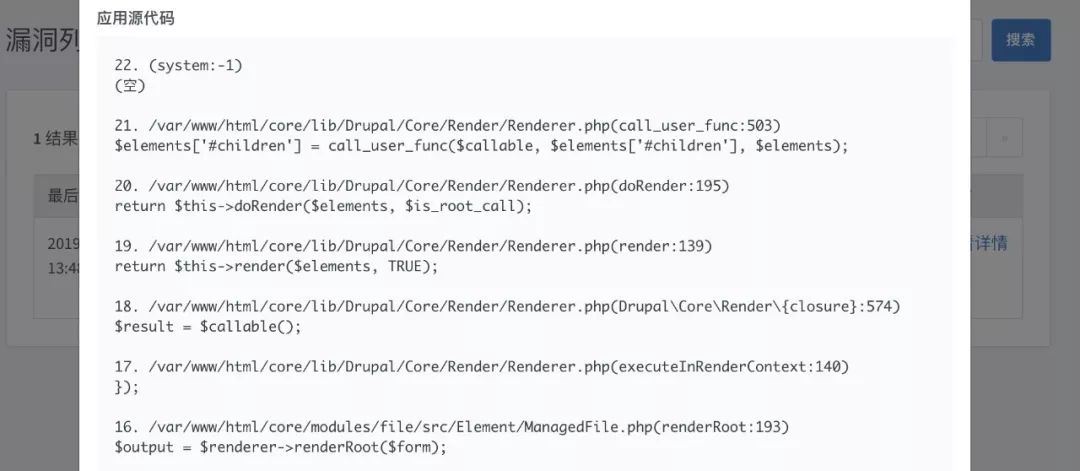 应用源代码
漏洞列
搜索
22. (system:-1)
(空)
21. /var/www/html/core/lib/Drupal/Core/Render/Renderer.php(call_user_func:503)
$elements['#children'] = call_user_func($callable, $elements['#children'], $elements);
1 结果
»
20. /var/www/html/core/lib/Drupal/Core/Render/Renderer.php(doRender:195)
return $this->doRender($elements, $is_root_call);
最后
19. /var/www/html/core/lib/Drupal/Core/Render/Renderer.php(render:139)
return $this->render($elements, TRUE);
2019
13:48
详情
18. /var/www/html/core/lib/Drupal/Core/Render/Renderer.php(Drupal\Core\Render\{closure}:574)
$result = $callable();
17. /var/www/html/core/lib/Drupal/Core/Render/Renderer.php(executeInRenderContext:140)
});
16. /var/www/html/core/modules/file/src/Element/ManagedFile.php(renderRoot:193)
$output = $renderer->renderRoot($form);